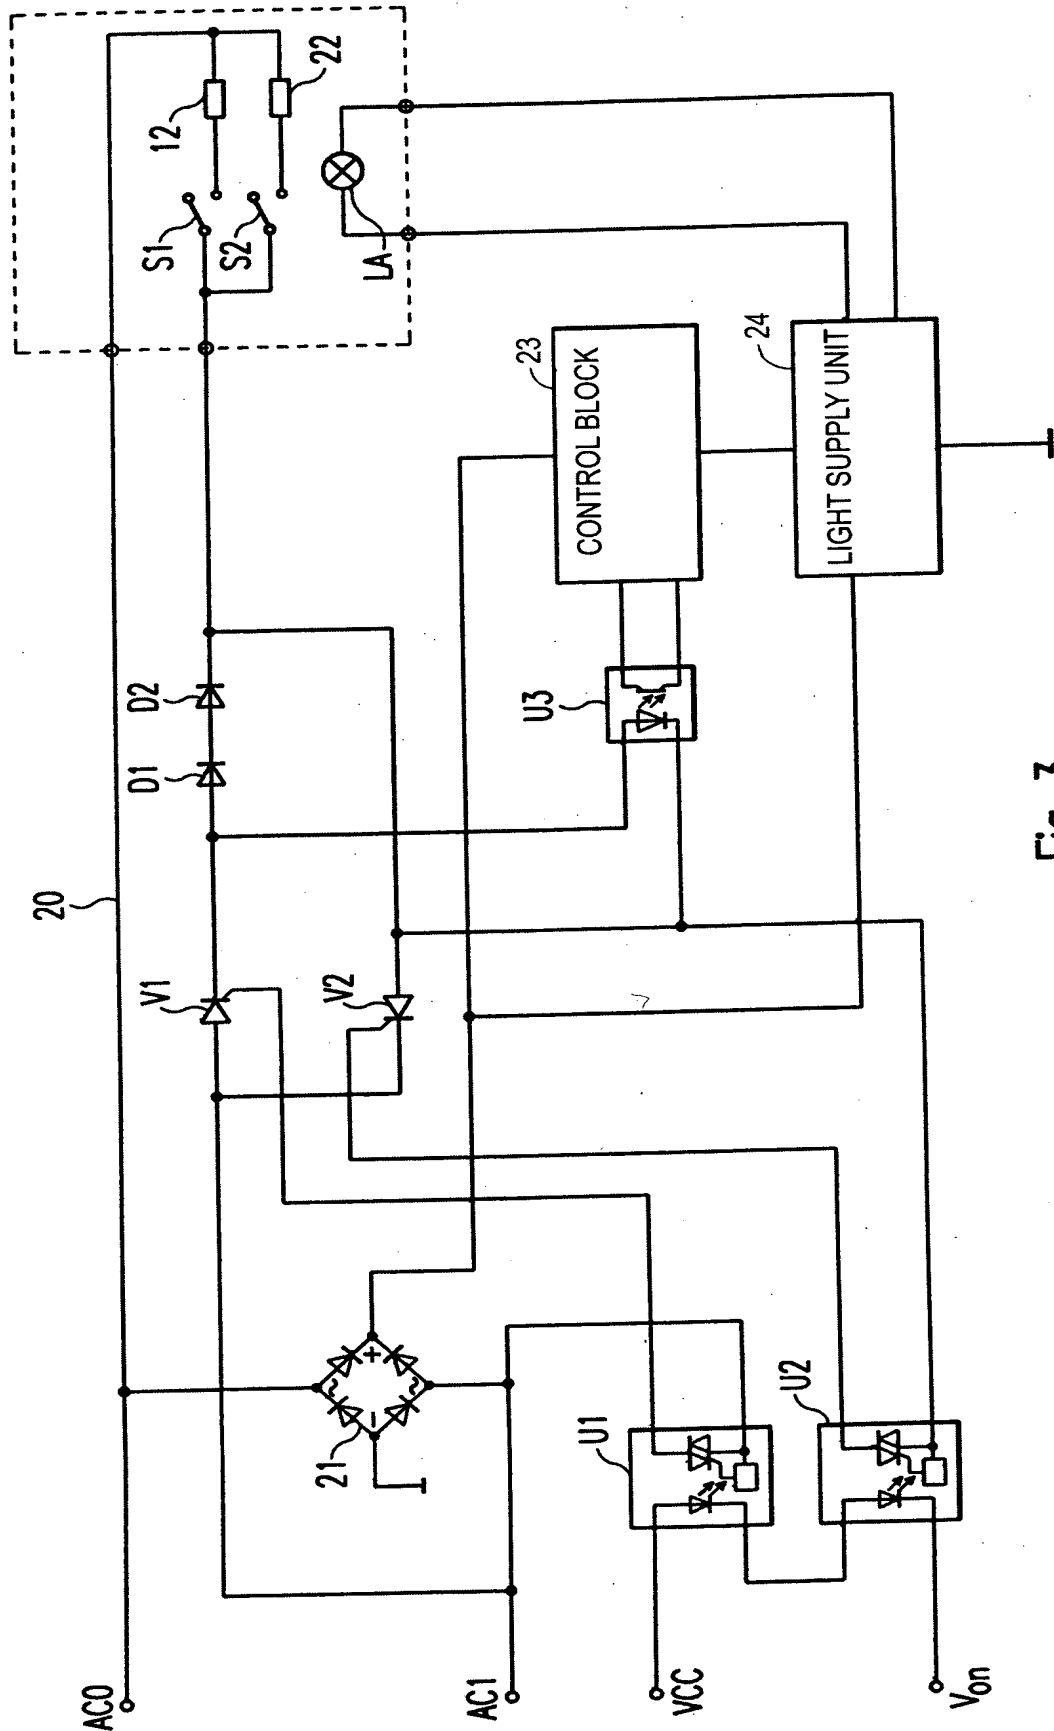 AC0
AC1
VCC
Von
20
21
V1
V2
U1
U2
D1
D2
U3
S1
S2
12
22
LA
CONTROL BLOCK
23
LIGHT SUPPLY UNIT
24
+
-
~
~